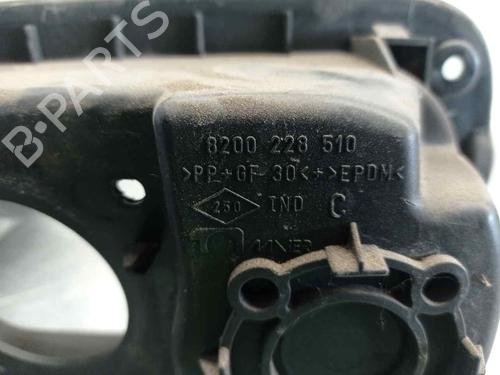 B-PARTS
8200 228 510
>PP+GF 30<+>EPDM<
250 IND C